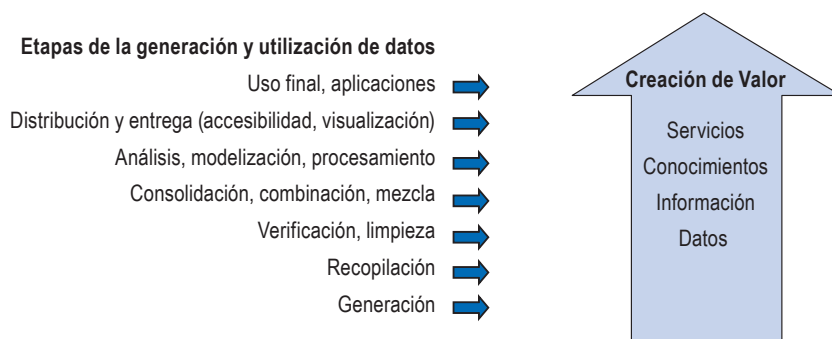 Etapas de la generación y utilización de datos
Uso final, aplicaciones
Distribución y entrega (accesibilidad, visualización)
Análisis, modelización, procesamiento
Consolidación, combinación, mezcla
Verificación, limpieza
Recopilación
Generación
Creación de Valor
Servicios
Conocimientos
Información
Datos